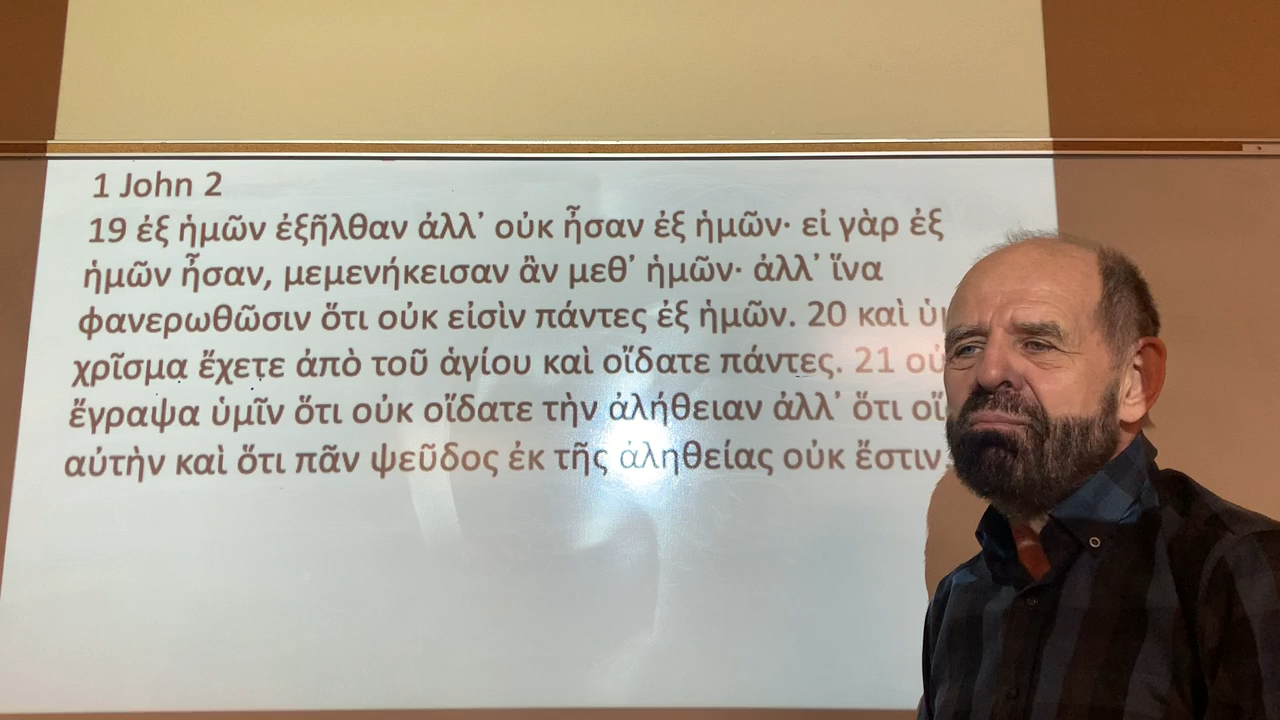 1 John 2
19 ἐξ ἡμῶν ἐξῆλθαν ἀλλ᾽ οὐκ ἦσαν ἐξ ἡμῶν· εἰ γὰρ ἐξ
ἡμῶν ἦσαν, μεμενήκεισαν ἂν μεθ᾽ ἡμῶν· ἀλλ᾽ ἵνα
φανερωθῶσιν ὅτι οὐκ εἰσὶν πάντες ἐξ ἡμῶν. 20 καὶ
χρῖσμα ἔχετε ἀπὸ τοῦ ἁγίου καὶ οἴδατε πάντες. 21
ἔγραψα ὑμῖν ὅτι οὐκ οἴδατε τὴν ἀλήθειαν ἀλλ᾽ ὅτι
αὐτὴν καὶ ὅτι πᾶν ψεῦδος ἐκ τῆς ἀληθείας οὐκ ἔστιν.